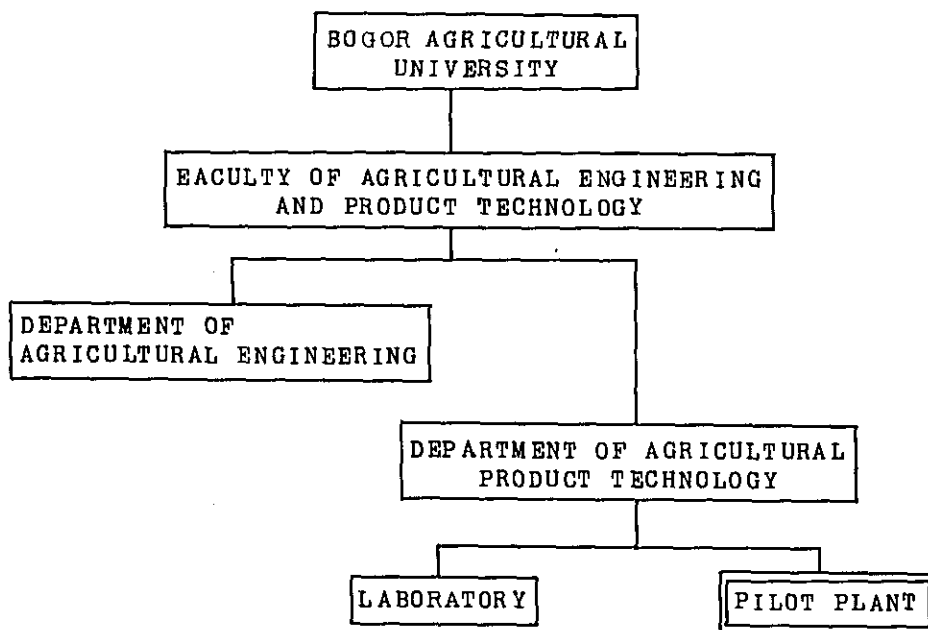 BOGOR AGRICULTURAL
UNIVERSITY
EACULTY OF AGRICULTURAL ENGINEERING
AND PRODUCT TECHNOLOGY
DEPARTMENT OF
AGRICULTURAL ENGINEERING
DEPARTMENT OF AGRICULTURAL
PRODUCT TECHNOLOGY
LABORATORY
PILOT PLANT